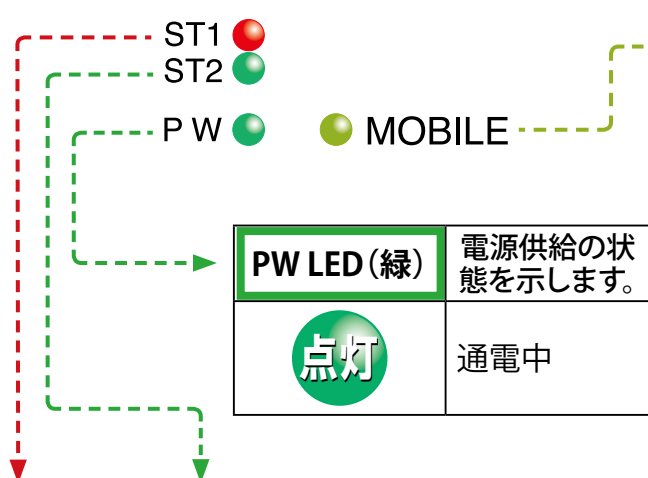 ST1
ST2
P W
MOBILE
PW LED（緑）
電源供給の状
態を示します。
点灯
通電中